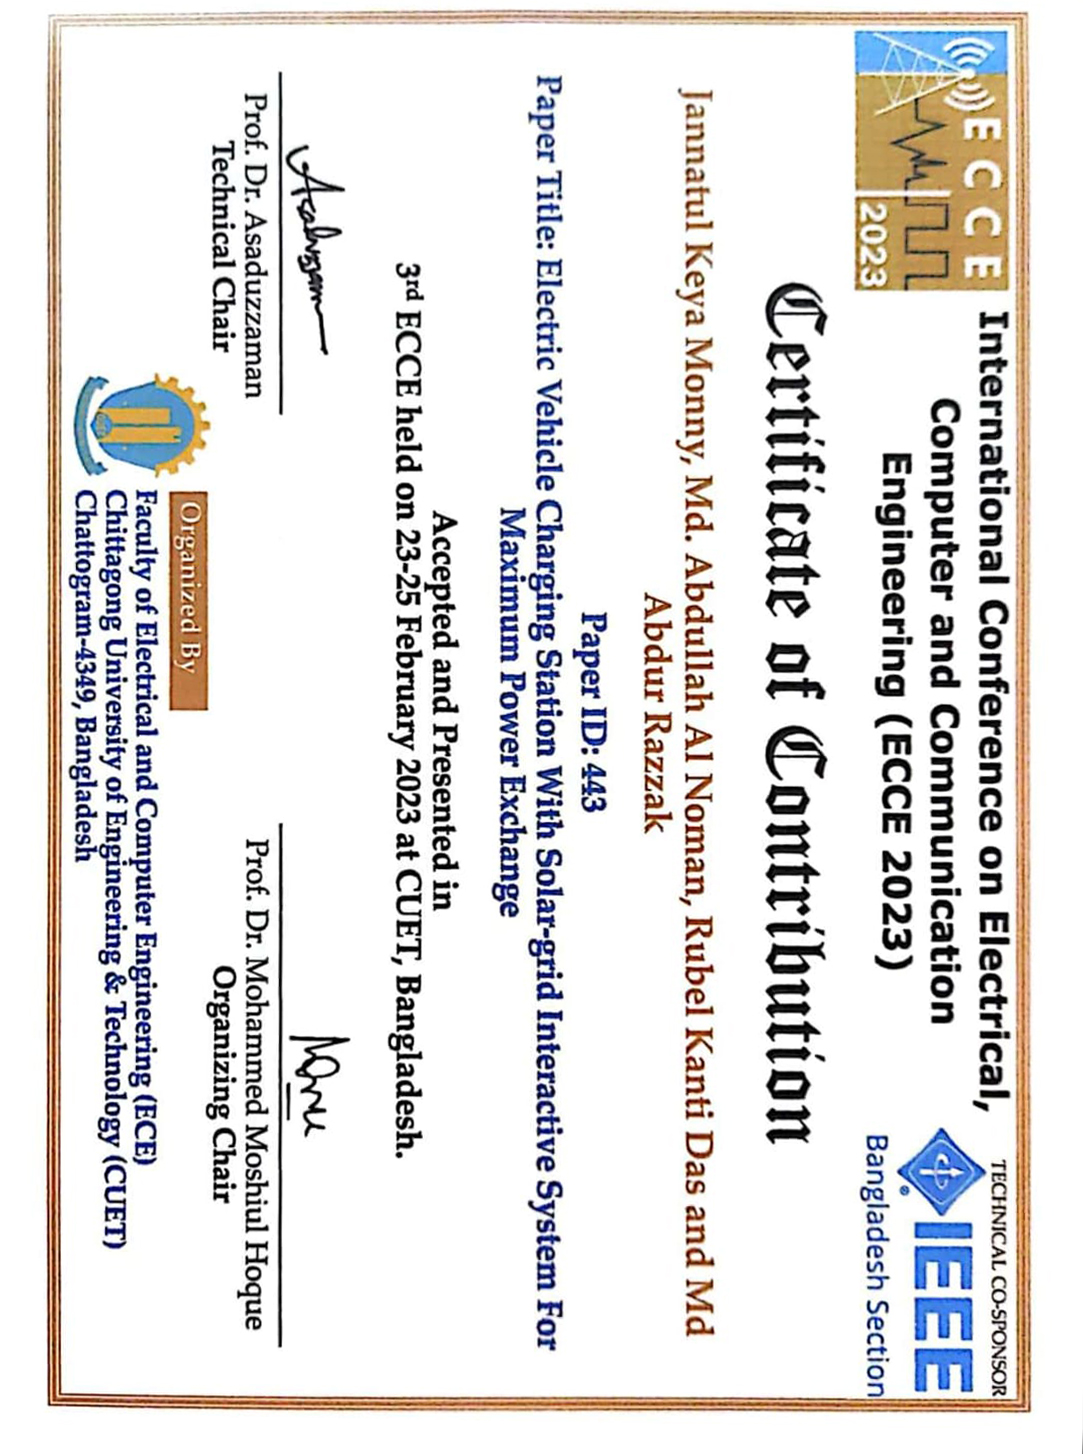 ECCE
2023
International Conference on Electrical,
Computer and Communication
Engineering (ECCE 2023)
TECHNICAL CO-SPONSOR
IEEE
Bangladesh Section
Certificate of Contribution
Jannatul Keya Monny, Md. Abdullah Al Noman, Rubel Kanti Das and Md
Abdur Razzak
Paper ID: 443
Paper Title: Electric Vehicle Charging Station With Solar-grid Interactive System For
Maximum Power Exchange
Accepted and Presented in
3rd ECCE held on 23-25 February 2023 at CUET, Bangladesh.
Asaduzzaman
Prof. Dr. Asaduzzaman
Technical Chair
Prof. Dr. Mohammed Moshiul Hoque
Organizing Chair
Organized By
Faculty of Electrical and Computer Engineering (ECE)
Chittagong University of Engineering & Technology (CUET)
Chattogram-4349, Bangladesh